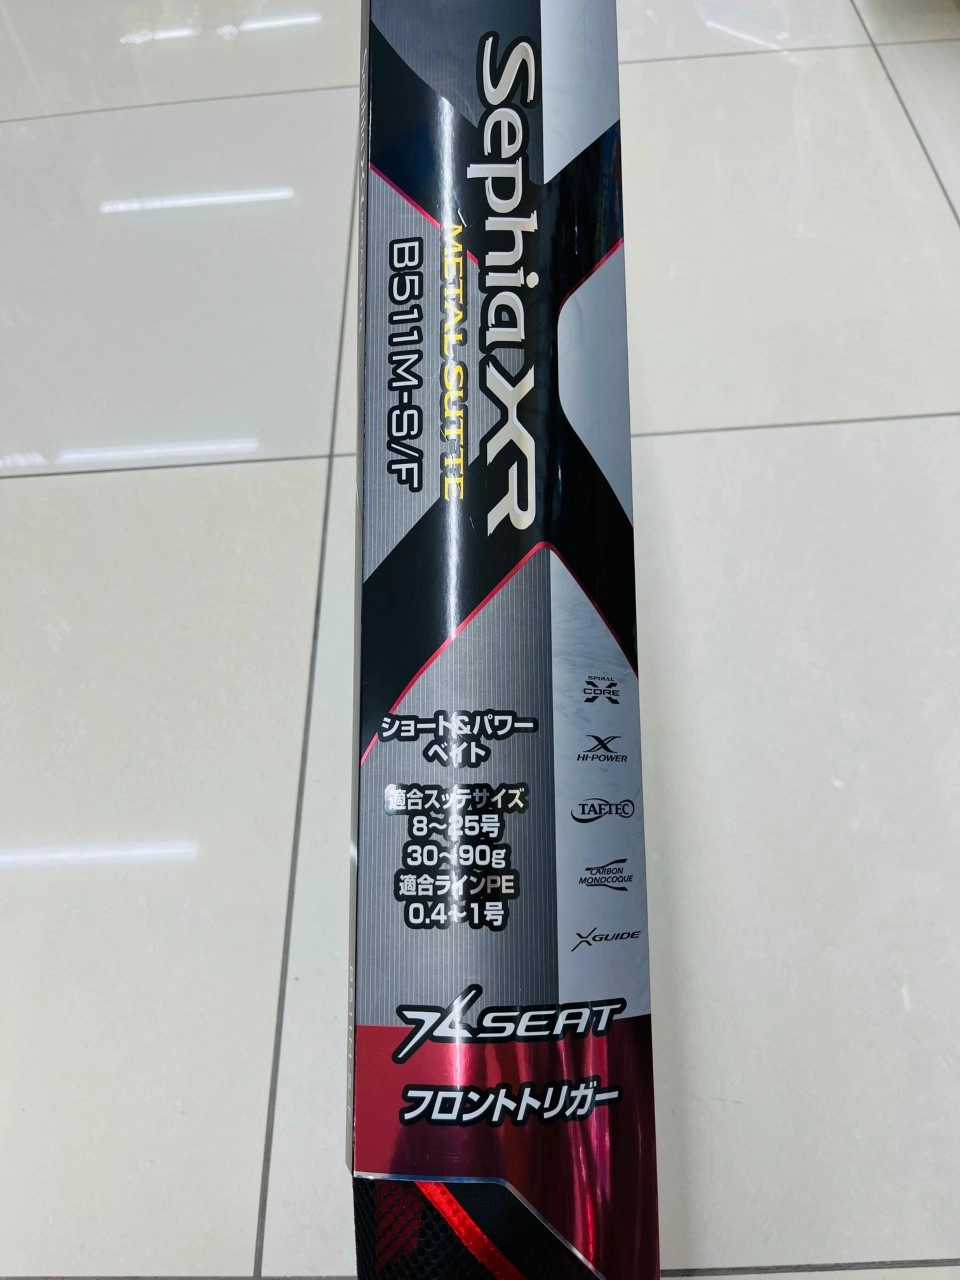 Sephia XR
METAL SUTTE
B511M-S/F
SPIRAL
X
CORE
X
HI-POWER
TAFTEC
CARBON
MONOCOQUE
XGUIDE
ショート&パワー
ベイト
適合スッテサイズ
8〜25号
30〜90g
適合ラインPE
0.4〜1号
XSEAT
フロントトリガー